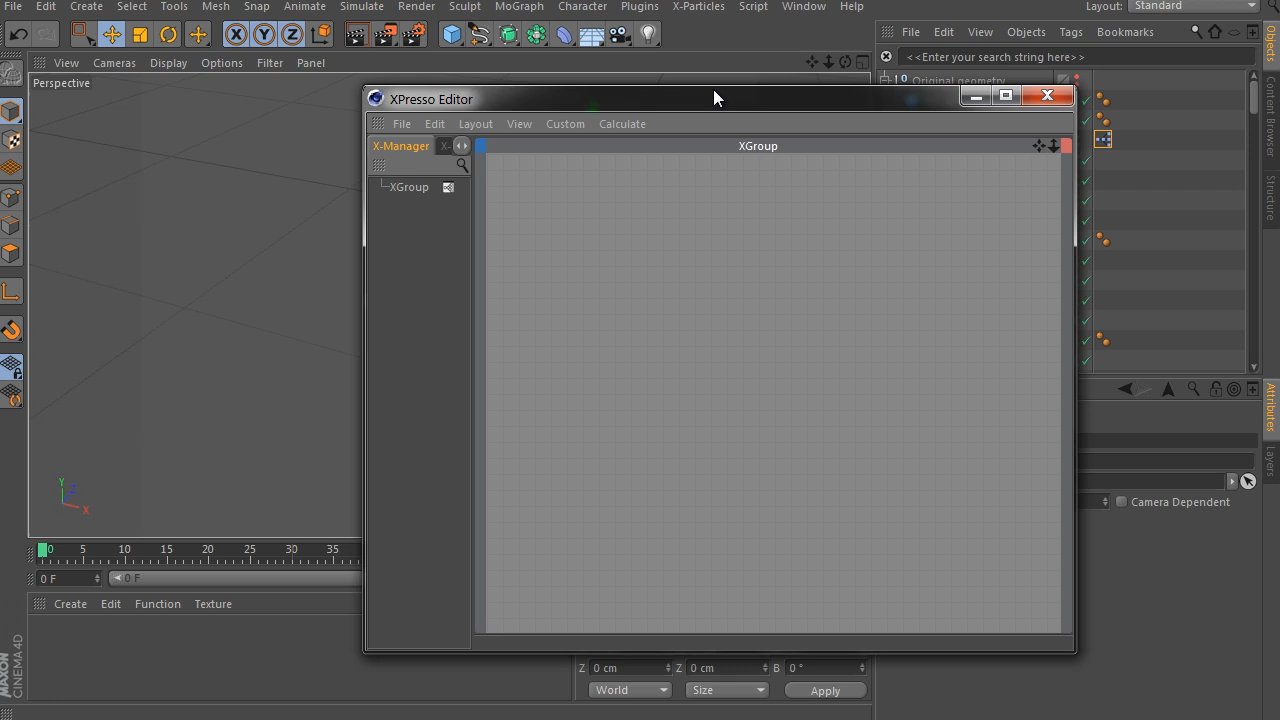 File Edit Create Select Tools Mesh Snap Animate Simulate Render Sculpt MoGraph Character Plugins X-Particles Script Window Help Layout: Standard
X Y Z
File Edit View Objects Tags Bookmarks
View Cameras Display Options Filter Panel
<<Enter your search string here>>
Perspective
Original geometry
XPresso Editor
File Edit Layout View Custom Calculate
X-Manager X- XGroup
XGroup
Objects
Content Browser
Structure
Attributes
Layers
Camera Dependent
Y
Z
X
0 5 10 15 20 25 30 35
0 F 0 F
Create Edit Function Texture
Z 0 cm Z 0 cm B 0 °
World Size Apply
MAXON
CINEMA 4D